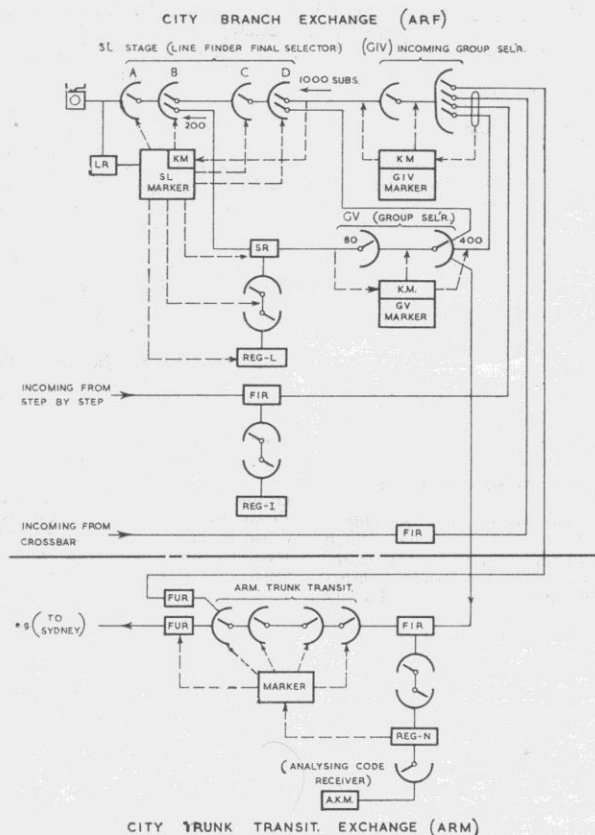 CITY BRANCH EXCHANGE (ARF)
SL STAGE (LINE FINDER FINAL SELECTOR)
(GIV) INCOMING GROUP SEL'R.
A
B
C
D
1000 SUBS.
200
LR
KM
SL
MARKER
KM
GIV
MARKER
GV (GROUP SEL'R.)
80
400
SR
K.M.
GV
MARKER
REG-L
INCOMING FROM
STEP BY STEP
FIR
REG-I
INCOMING FROM
CROSSBAR
FIR
ARM. TRUNK TRANSIT.
FUR
e.g (TO
SYDNEY)
FUR
FIR
MARKER
REG-N
(ANALYSING CODE
RECEIVER)
A.K.M.
CITY TRUNK TRANSIT. EXCHANGE (ARM)